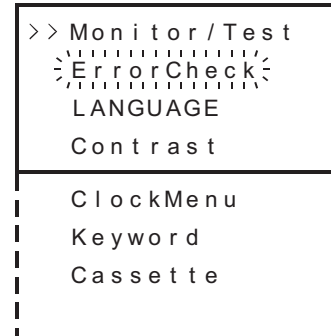 >> Monitor/Test
ErrorCheck
LANGUAGE
Contrast
ClockMenu
Keyword
Cassette